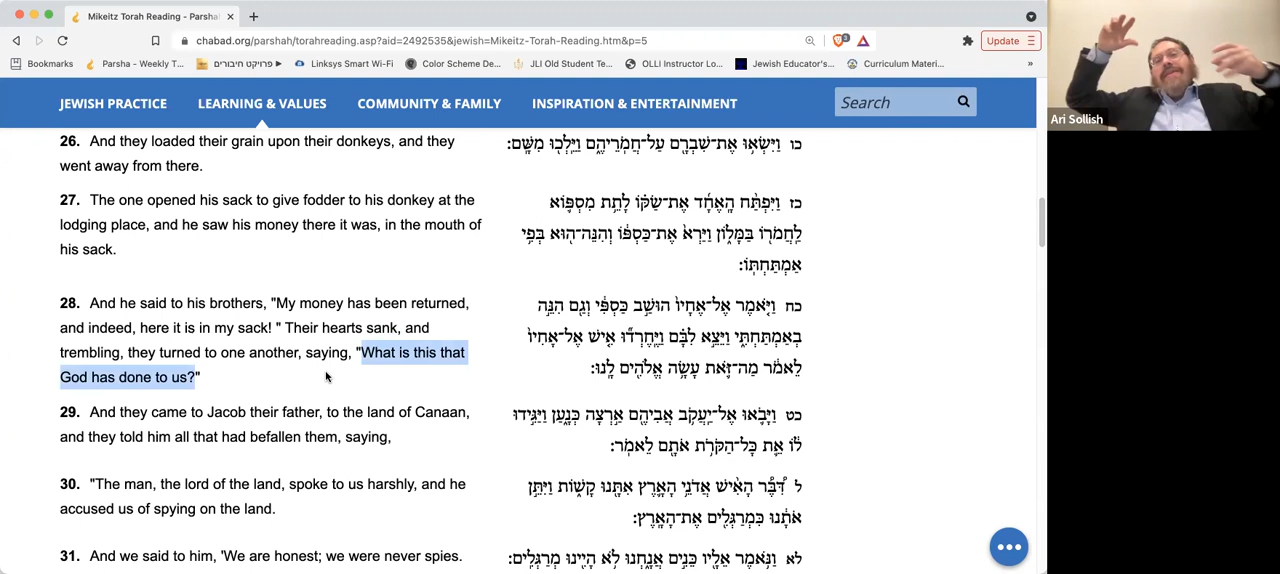 Mikeitz Torah Reading - Parsha
chabad.org/parshah/torahreading.asp?aid=2492535&jewish=Mikeitz-Torah-Reading.htm&p=5
3
Update
Bookmarks
Parsha - Weekly T...
פרויקט חיבורים
Linksys Smart Wi-Fi
Color Scheme De...
JLI Old Student Te...
OLLI Instructor Lo...
Jewish Educator's...
Curriculum Materi...
»
JEWISH PRACTICE
LEARNING & VALUES
COMMUNITY & FAMILY
INSPIRATION & ENTERTAINMENT
Search
Ari Sollish
26. And they loaded their grain upon their donkeys, and they
went away from there.
כו וַיִּשְׂא֥וּ אֶת־שִׁבְרָ֖ם עַל־חֲמֹֽרֵיהֶ֑ם וַיֵּֽלְכ֖וּ מִשָּֽׁם:
27. The one opened his sack to give fodder to his donkey at the
lodging place, and he saw his money there it was, in the mouth of
his sack.
כז וַיִּפְתַּ֨ח הָֽאֶחָ֜ד אֶת־שַׂקּ֗וֹ לָתֵ֥ת מִסְפּ֛וֹא
לַֽחֲמֹר֖וֹ בַּמָּל֑וֹן וַיַּרְא֙ אֶת־כַּסְפּ֔וֹ וְהִנֵּה־ה֖וּא בְּפִ֥י
אַמְתַּחְתּֽוֹ:
28. And he said to his brothers, "My money has been returned,
and indeed, here it is in my sack! " Their hearts sank, and
trembling, they turned to one another, saying, "What is this that
God has done to us?"
כח וַיֹּ֤אמֶר אֶל־אֶחָיו֙ הוּשַׁ֣ב כַּסְפִּ֔י וְגַ֖ם הִנֵּ֣ה
בְאַמְתַּחְתִּ֑י וַיֵּצֵ֣א לִבָּ֗ם וַיֶּֽחֶרְד֞וּ אִ֤ישׁ אֶל־אָחִיו֙
לֵאמֹ֔ר מַה־זֹּ֛את עָשָׂ֥ה אֱלֹהִ֖ים לָֽנוּ:
29. And they came to Jacob their father, to the land of Canaan,
and they told him all that had befallen them, saying,
כט וַיָּבֹ֛אוּ אֶל־יַֽעֲקֹ֥ב אֲבִיהֶ֖ם אַ֣רְצָה כְּנָ֑עַן וַיַּגִּ֣ידוּ
ל֔וֹ אֵ֛ת כָּל־הַקֹּרֹ֥ת אֹתָ֖ם לֵאמֹֽר:
30. "The man, the lord of the land, spoke to us harshly, and he
accused us of spying on the land.
ל דִּ֠בֶּ֠ר הָאִ֨ישׁ אֲדֹנֵ֥י הָאָ֛רֶץ אִתָּ֖נוּ קָשׁ֑וֹת וַיִּתֵּ֣ן
אֹתָ֔נוּ כִּֽמְרַגְּלִ֖ים אֶת־הָאָֽרֶץ:
31. And we said to him, 'We are honest; we were never spies.
לא וַנֹּ֥אמֶר אֵלָ֖יו כֵּנִ֣ים אֲנָ֑חְנוּ לֹ֥א הָיִ֖ינוּ מְרַגְּלִֽים: